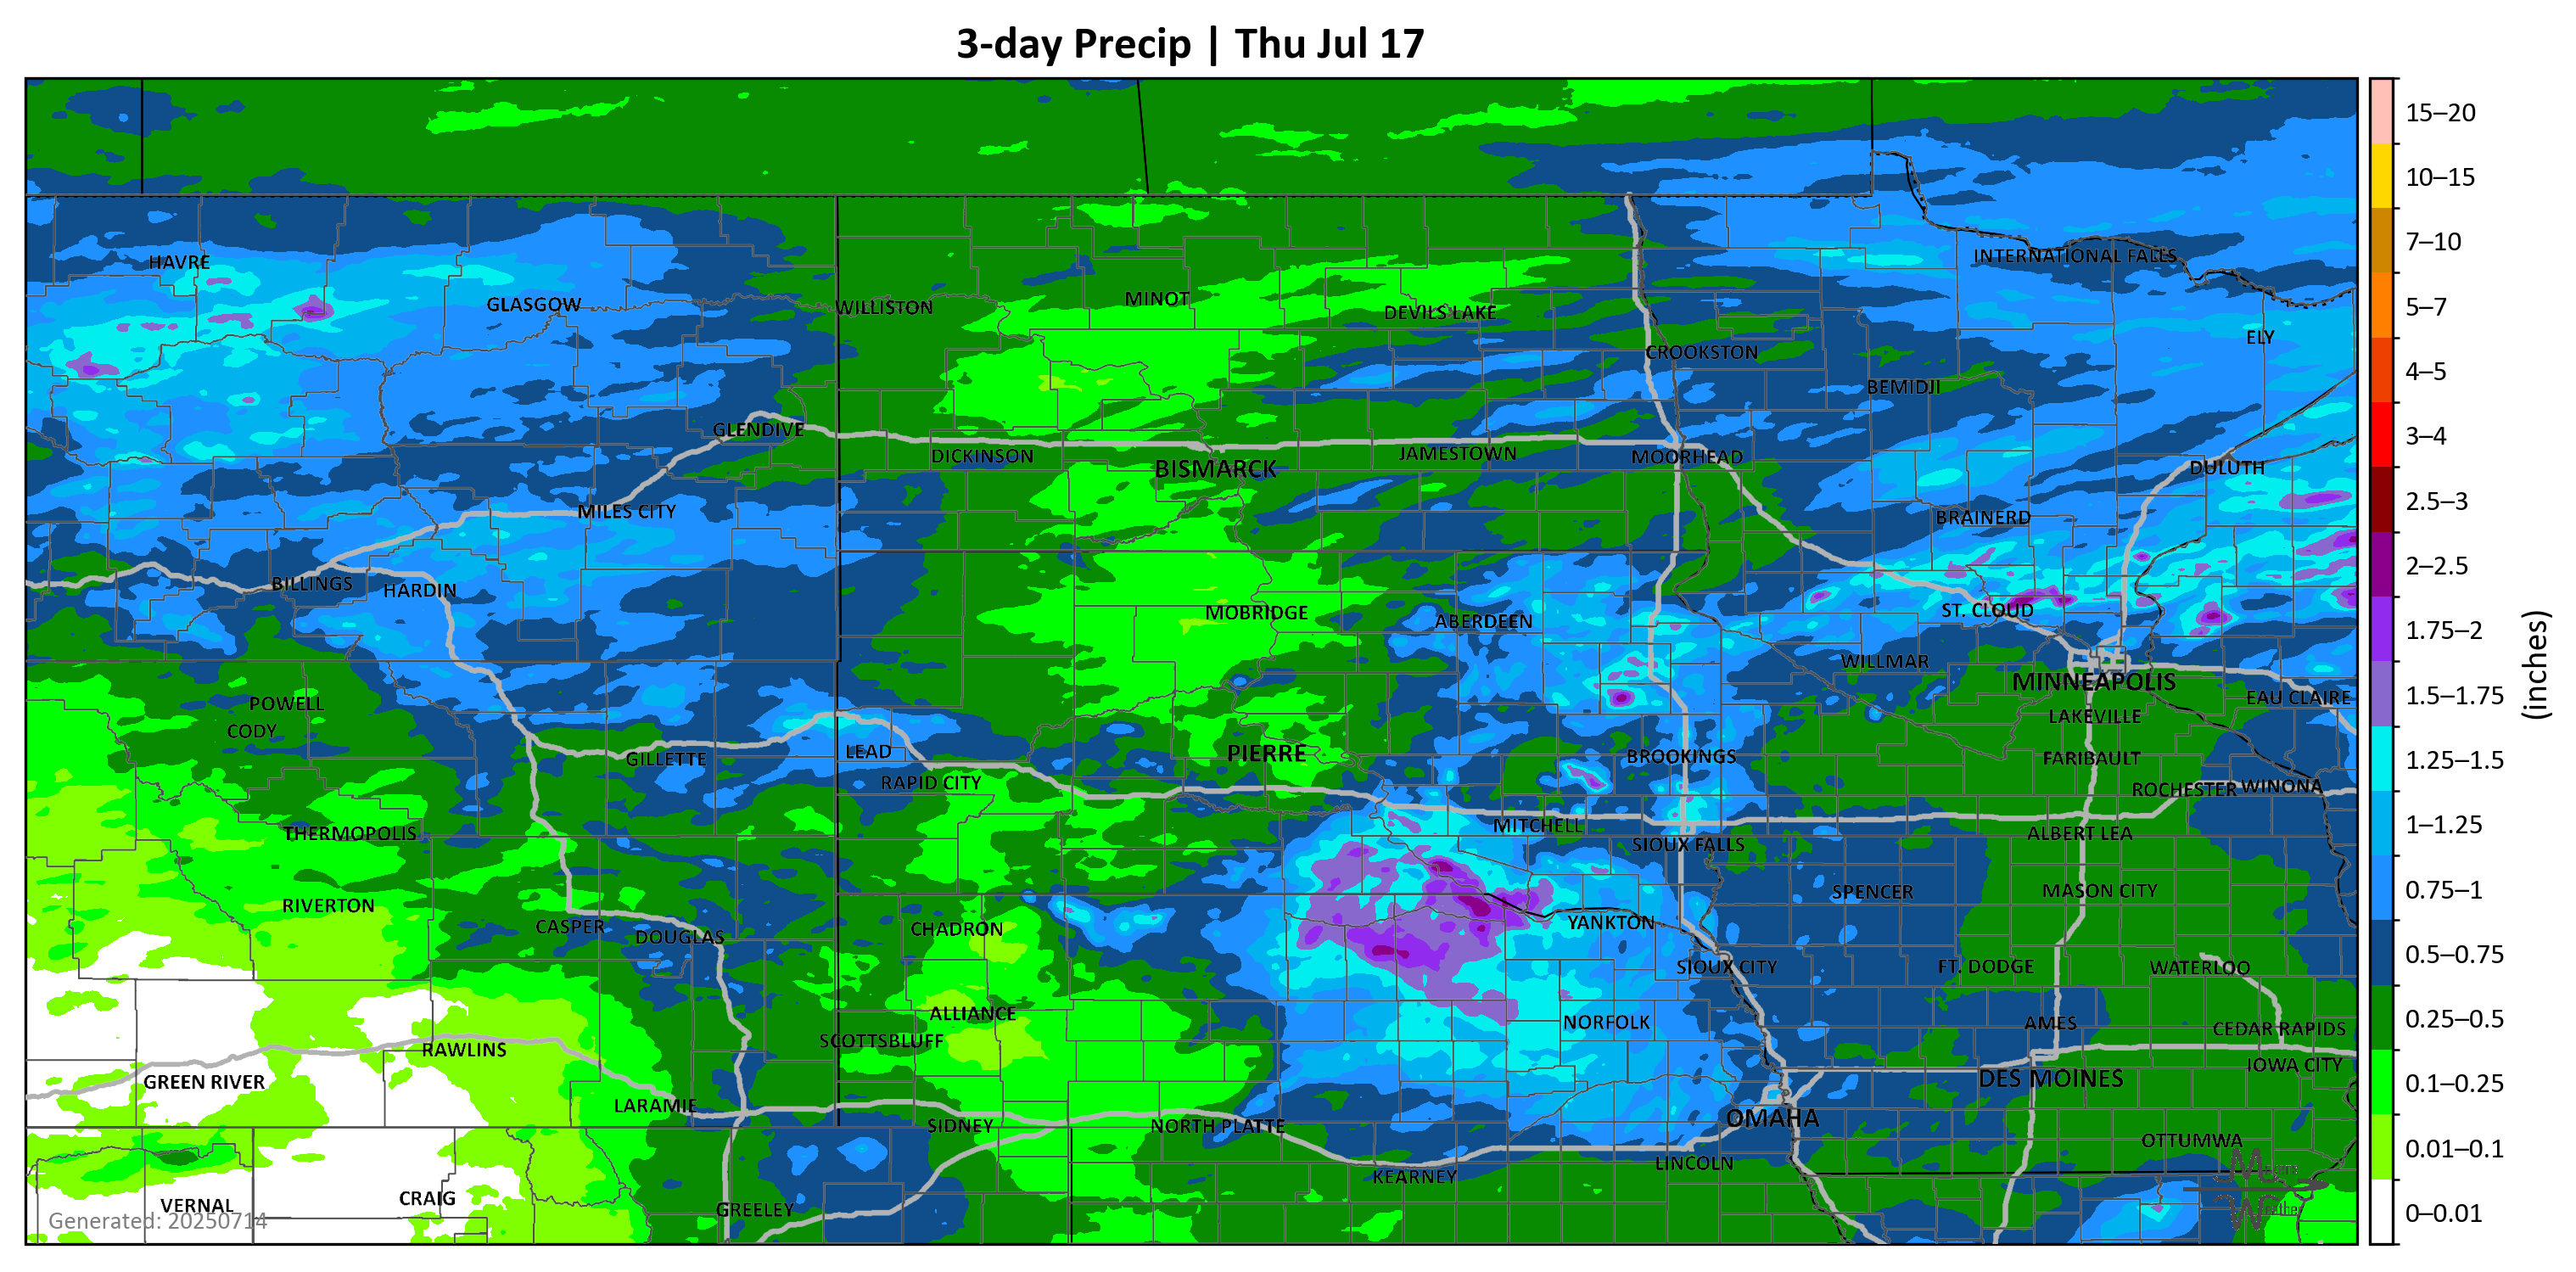 3-day Precip | Thu Jul 17
15–20
10–15
7–10
5–7
4–5
3–4
2.5–3
2–2.5
1.75–2
1.5–1.75
1.25–1.5
1–1.25
0.75–1
0.5–0.75
0.25–0.5
0.1–0.25
0.01–0.1
0–0.01
(inches)
HAVRE
INTERNATIONAL FALLS
GLASGOW
WILLISTON
MINOT
DEVILS LAKE
ELY
CROOKSTON
BEMIDJI
GLENDIVE
DICKINSON
BISMARCK
JAMESTOWN
MOORHEAD
DULUTH
MILES CITY
BRAINERD
BILLINGS
HARDIN
MOBRIDGE
ABERDEEN
ST. CLOUD
WILLMAR
MINNEAPOLIS
EAU CLAIRE
POWELL
CODY
LAKEVILLE
GILLETTE
LEAD
PIERRE
BROOKINGS
FARIBAULT
RAPID CITY
ROCHESTER
WINONA
THERMOPOLIS
MITCHELL
ALBERT LEA
SIOUX FALLS
RIVERTON
SPENCER
MASON CITY
CASPER
DOUGLAS
CHADRON
YANKTON
SIOUX CITY
FT. DODGE
WATERLOO
ALLIANCE
NORFOLK
AMES
CEDAR RAPIDS
SCOTTSBLUFF
RAWLINS
IOWA CITY
GREEN RIVER
DES MOINES
LARAMIE
SIDNEY
NORTH PLATTE
OMAHA
OTTUMWA
KEARNEY
LINCOLN
VERNAL
CRAIG
GREELEY
Generated: 20250714